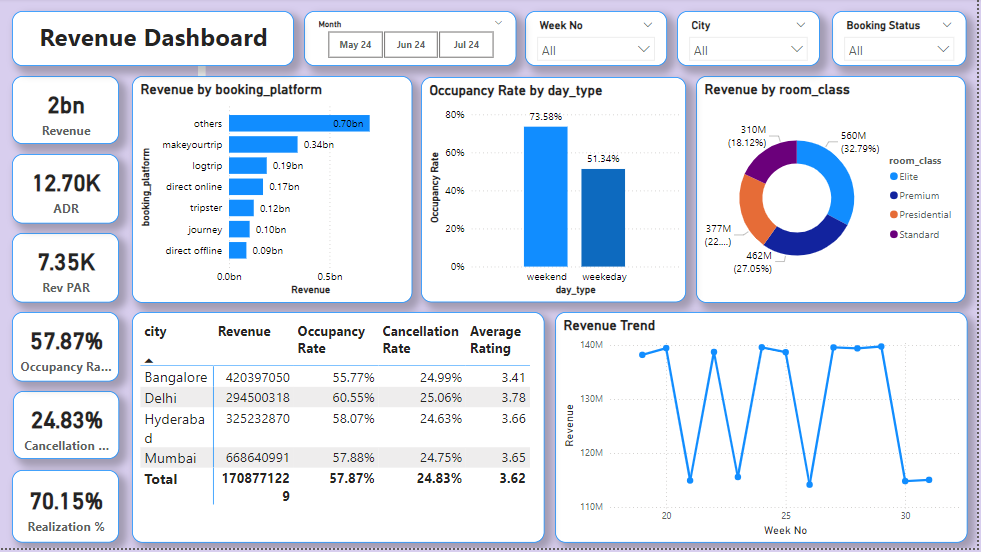 Revenue Dashboard
Month
May 24
Jun 24
Jul 24
Week No
All
City
All
Booking Status
All
2bn
Revenue
12.70K
ADR
7.35K
Rev PAR
57.87%
Occupancy Ra...
24.83%
Cancellation ...
70.15%
Realization %
Revenue by booking_platform
booking_platform
others 0.70bn
makeyourtrip 0.34bn
logtrip 0.19bn
direct online 0.17bn
tripster 0.12bn
journey 0.10bn
direct offline 0.09bn
0.0bn 0.5bn
Revenue
Occupancy Rate by day_type
Occupancy Rate
80%
60%
40%
20%
0%
73.58%
51.34%
weekend weekeday
day_type
Revenue by room_class
310M
(18.12%)
560M
(32.79%)
377M
(22....)
462M
(27.05%)
room_class
Elite
Premium
Presidential
Standard
city Revenue Occupancy Cancellation Average
Rate Rate Rating
Bangalore 420397050 55.77% 24.99% 3.41
Delhi 294500318 60.55% 25.06% 3.78
Hyderaba 325232870 58.07% 24.63% 3.66
d
Mumbai 668640991 57.88% 24.75% 3.65
Total 170877122 57.87% 24.83% 3.62
9
Revenue Trend
Revenue
140M
130M
120M
110M
20 25 30
Week No